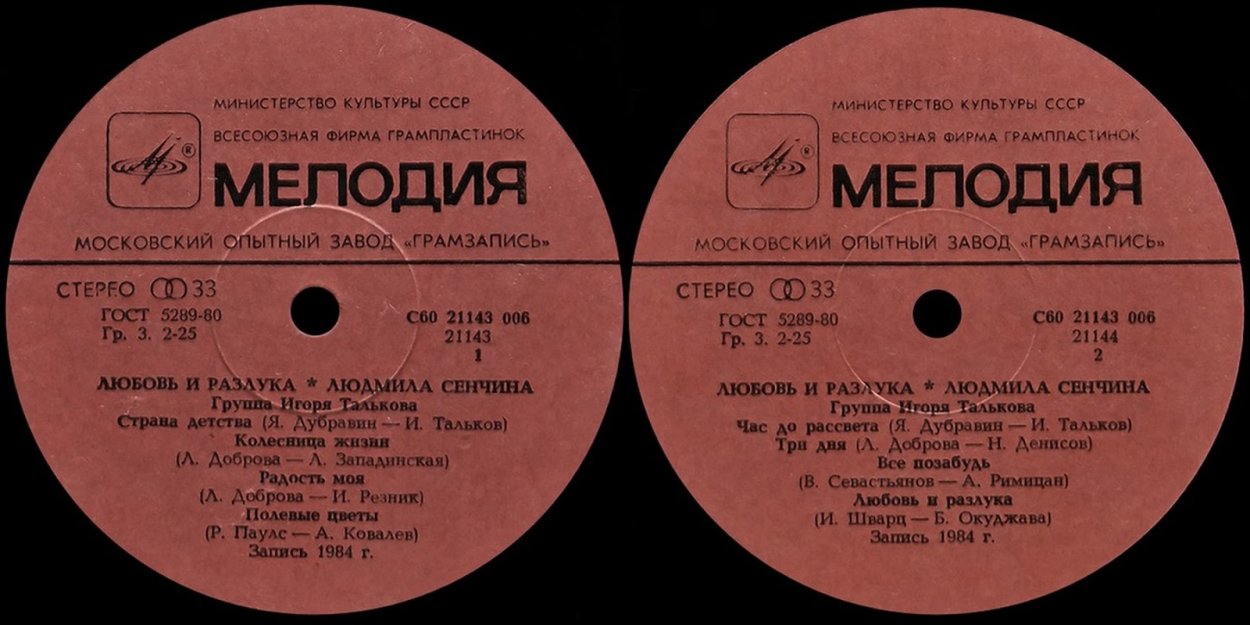 МИНИСТЕРСТВО КУЛЬТУРЫ СССР
ВСЕСОЮЗНАЯ ФИРМА ГРАМПЛАСТИНОК
®
МЕЛОДИЯ
МОСКОВСКИЙ ОПЫТНЫЙ ЗАВОД «ГРАМЗАПИСЬ»
СТЕРЕО 33
ГОСТ 5289-80
Гр. 3. 2-25
С60 21143 006
21143
1
ЛЮБОВЬ И РАЗЛУКА * ЛЮДМИЛА СЕНЧИНА
Группа Игоря Талькова
Страна детства (Я. Дубравин — И. Тальков)
Колесница жизни
(Л. Доброва — Л. Западинская)
Радость моя
(Л. Доброва — И. Резник)
Полевые цветы
(Р. Паулс — А. Ковалев)
Запись 1984 г.
МИНИСТЕРСТВО КУЛЬТУРЫ СССР
ВСЕСОЮЗНАЯ ФИРМА ГРАМПЛАСТИНОК
®
МЕЛОДИЯ
МОСКОВСКИЙ ОПЫТНЫЙ ЗАВОД «ГРАМЗАПИСЬ»
СТЕРЕО 33
ГОСТ 5289-80
Гр. 3. 2-25
С60 21143 006
21144
2
ЛЮБОВЬ И РАЗЛУКА * ЛЮДМИЛА СЕНЧИНА
Группа Игоря Талькова
Час до рассвета (Я. Дубравин — И. Тальков)
Три дня (Л. Доброва — Н. Денисов)
Все позабудь
(В. Севастьянов — А. Римицан)
Любовь и разлука
(И. Шварц — Б. Окуджава)
Запись 1984 г.